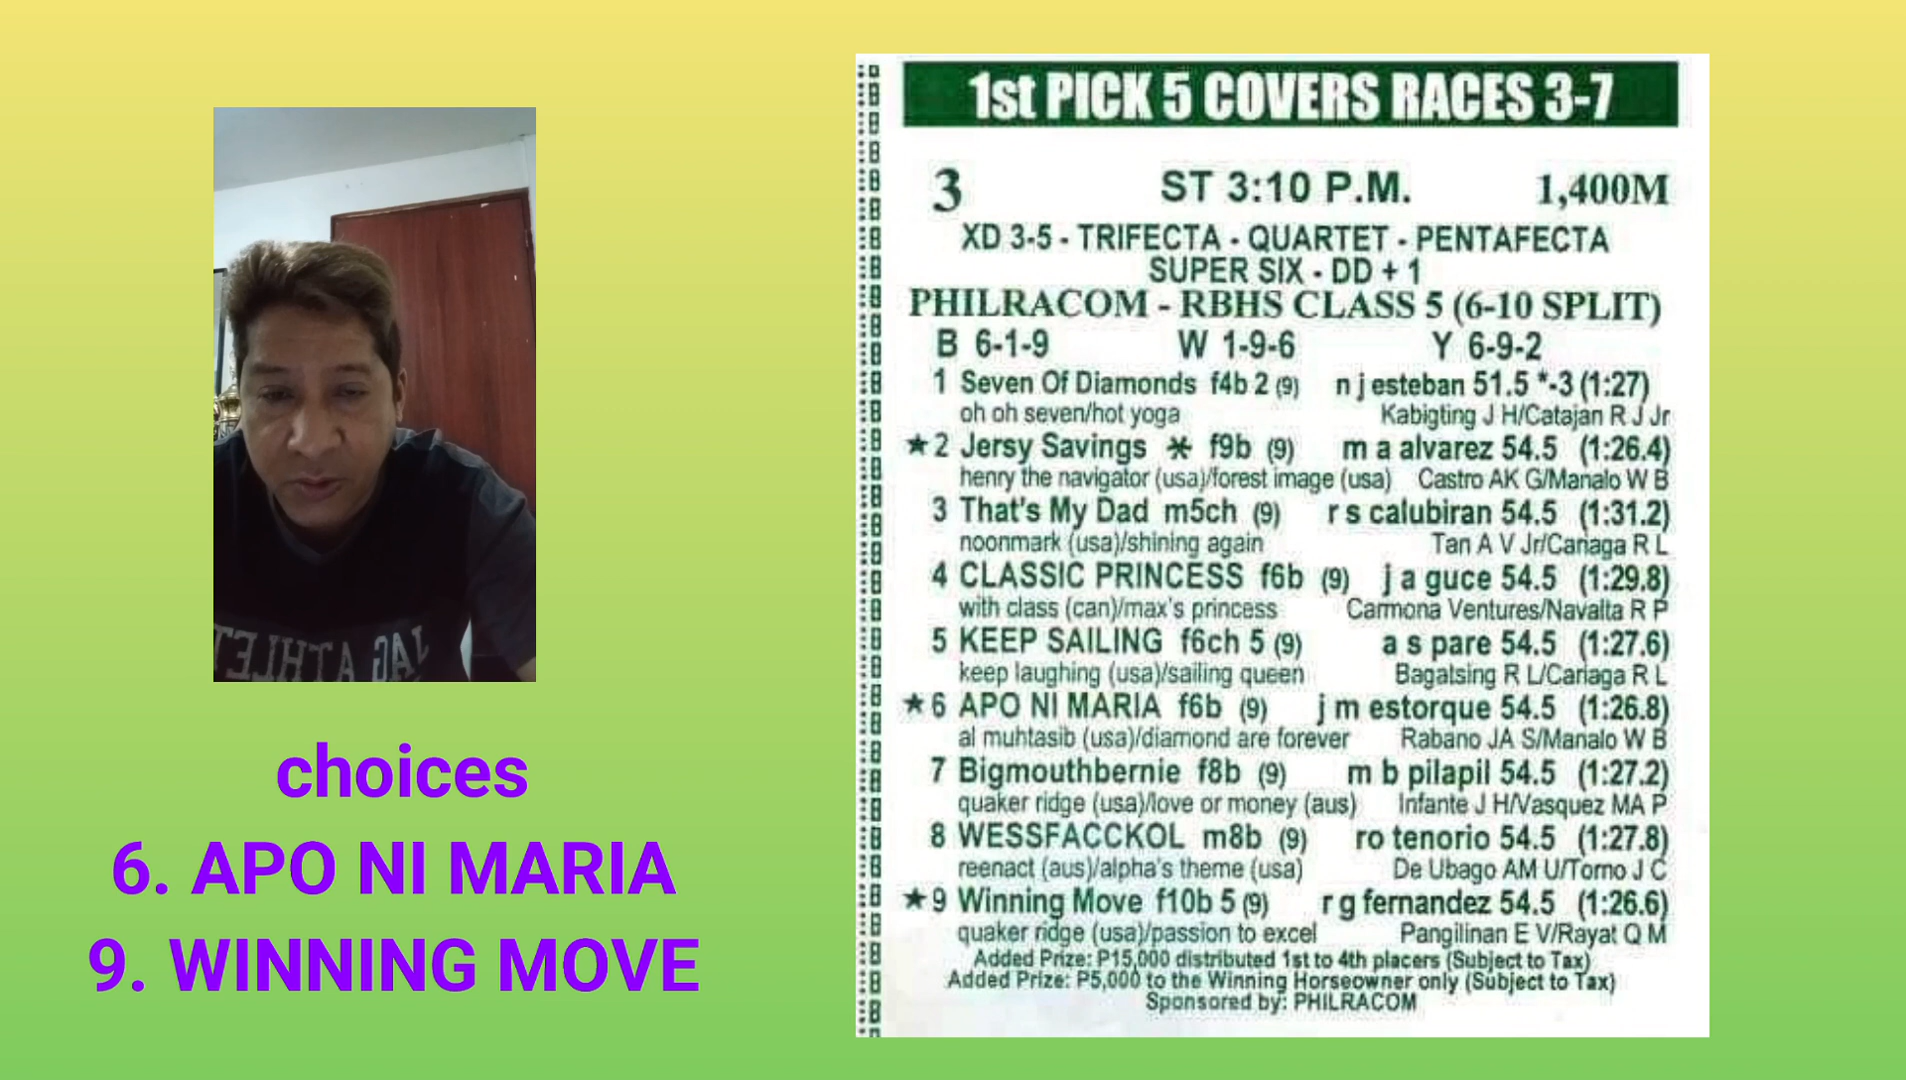 JAG ATHLET
choices
6. APO NI MARIA
9. WINNING MOVE
1st PICK 5 COVERS RACES 3-7
3 ST 3:10 P.M. 1,400M
XD 3-5 - TRIFECTA - QUARTET - PENTAFECTA
SUPER SIX - DD + 1
PHILRACOM - RBHS CLASS 5 (6-10 SPLIT)
B 6-1-9 W 1-9-6 Y 6-9-2
1 Seven Of Diamonds f4b 2 (9) n j esteban 51.5 *-3 (1:27)
oh oh seven/hot yoga Kabigting J H/Catajan R J Jr
★ 2 Jersy Savings * f9b (9) m a alvarez 54.5 (1:26.4)
henry the navigator (usa)/forest image (usa) Castro AK G/Manalo W B
3 That's My Dad m5ch (9) r s calubiran 54.5 (1:31.2)
noonmark (usa)/shining again Tan A V Jr/Cariaga R L
4 CLASSIC PRINCESS f6b (9) j a guce 54.5 (1:29.8)
with class (can)/max's princess Carmona Ventures/Navalta R P
5 KEEP SAILING f6ch 5 (9) a s pare 54.5 (1:27.6)
keep laughing (usa)/sailing queen Bagatsing R L/Cariaga R L
★ 6 APO NI MARIA f6b (9) j m estorque 54.5 (1:26.8)
al muhtasib (usa)/diamond are forever Rabano JA S/Manalo W B
7 Bigmouthbernie f8b (9) m b pilapil 54.5 (1:27.2)
quaker ridge (usa)/love or money (aus) Infante J H/Vasquez MA P
8 WESSFACCKOL m8b (9) ro tenorio 54.5 (1:27.8)
reenact (aus)/alpha's theme (usa) De Ubago AM U/Torno J C
★ 9 Winning Move f10b 5 (9) r g fernandez 54.5 (1:26.6)
quaker ridge (usa)/passion to excel Pangilinan E V/Rayat Q M
Added Prize: P15,000 distributed 1st to 4th placers (Subject to Tax)
Added Prize: P5,000 to the Winning Horseowner only (Subject to Tax)
Sponsored by: PHILRACOM